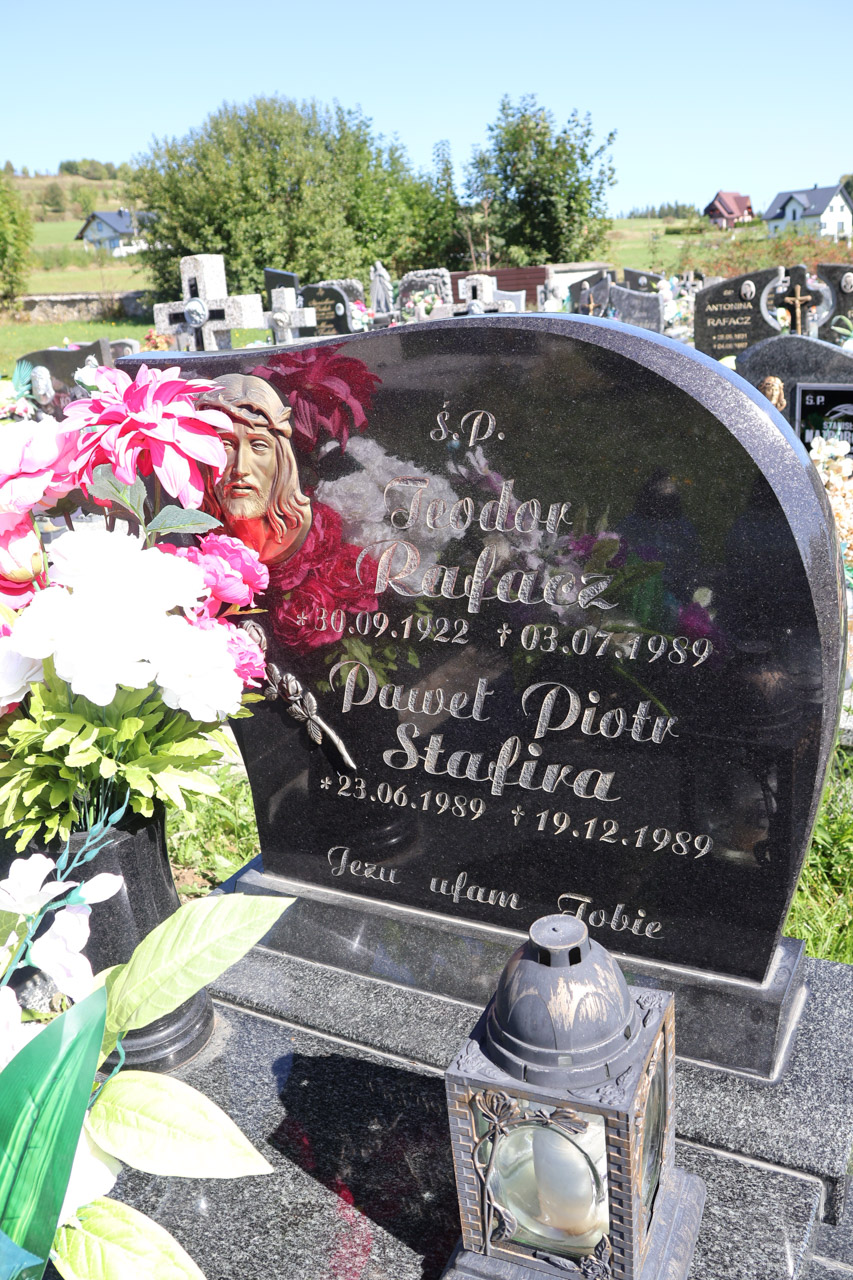 ś.P.
Teodor
Rafacz
*30.09.1922 †03.07.1989
Paweł Piotr
Stafira
*23.06.1989 †19.12.1989
Jezu ufam Tobie
ANTONINA
RAFACZ
Ś.P.